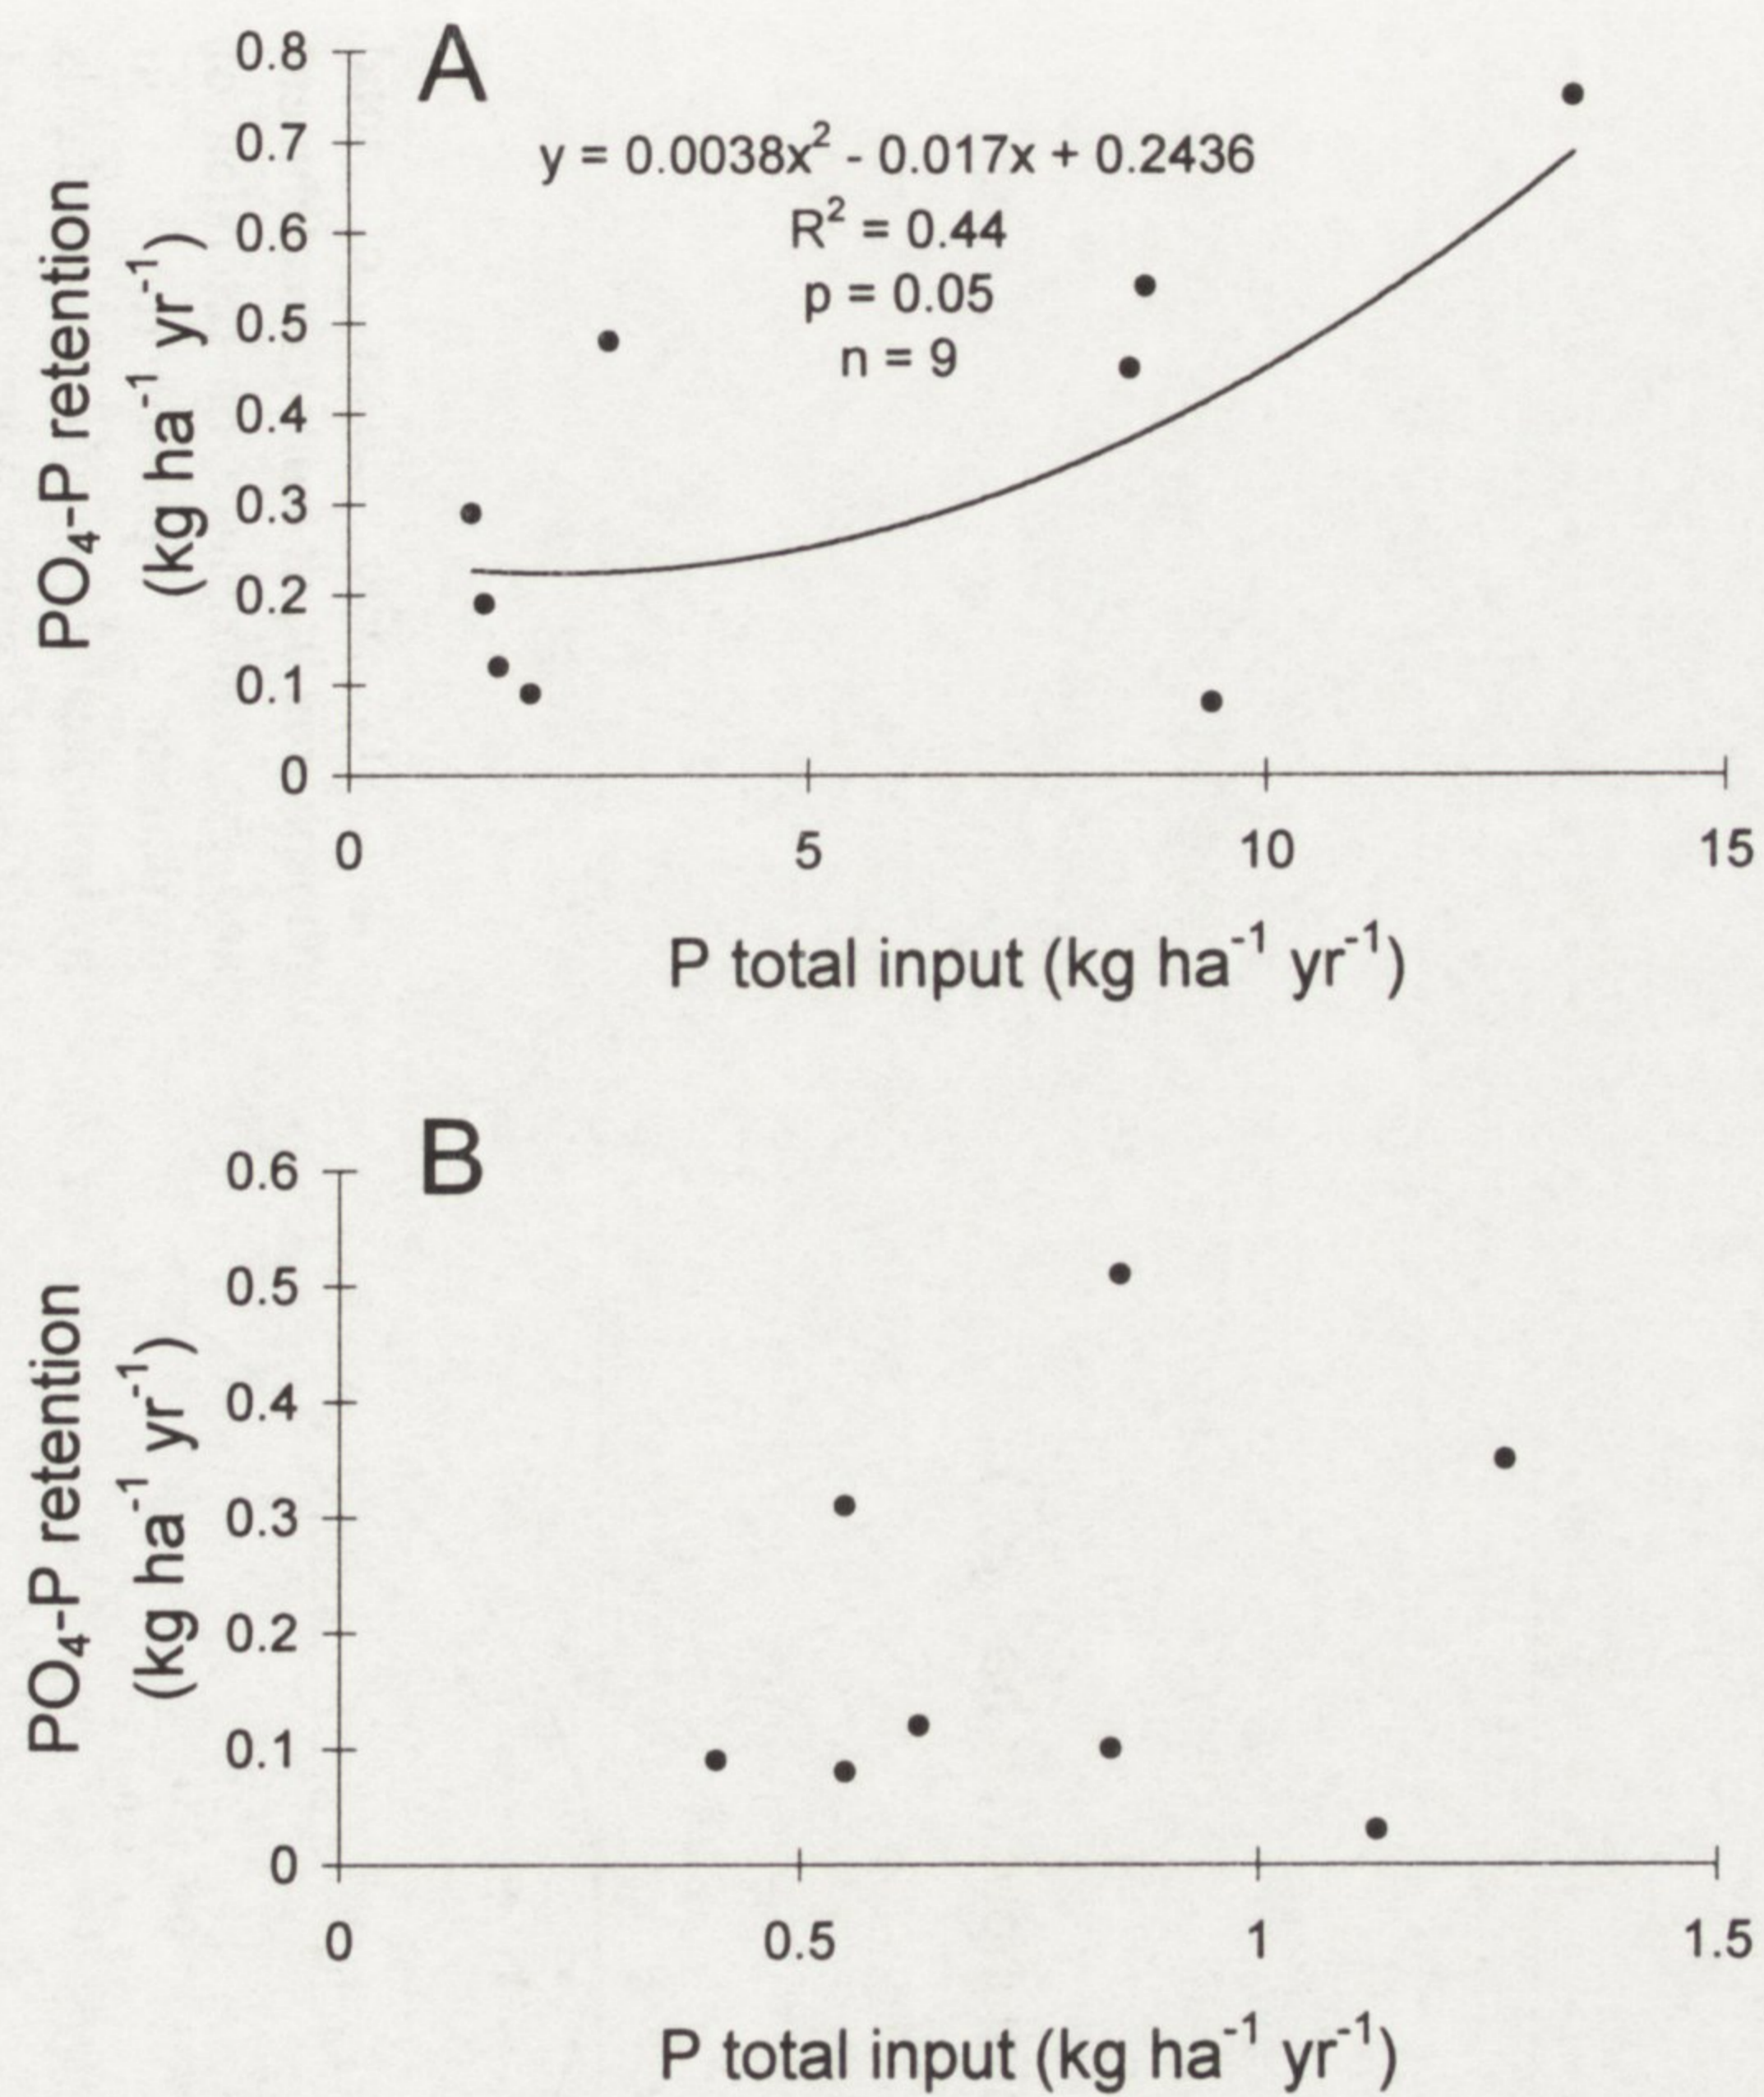 A
y = 0.0038x² - 0.017x + 0.2436
R² = 0.44
p = 0.05
n = 9
PO₄-P retention
(kg ha⁻¹ yr⁻¹)
0.8
0.7
0.6
0.5
0.4
0.3
0.2
0.1
0
0 5 10 15
P total input (kg ha⁻¹ yr⁻¹)
B
PO₄-P retention
(kg ha⁻¹ yr⁻¹)
0.6
0.5
0.4
0.3
0.2
0.1
0
0 0.5 1 1.5
P total input (kg ha⁻¹ yr⁻¹)